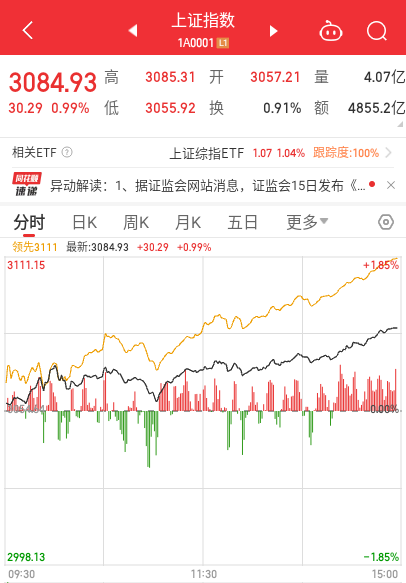 上证指数
1A0001 L1
3084.93 高 3085.31 开 3057.21 量 4.07亿
30.29 0.99% 低 3055.92 换 0.91% 额 4855.2亿
相关ETF ? 上证综指ETF 1.07 1.04% 跟踪度:100%
同花顺
速递
异动解读：1、据证监会网站消息，证监会15日发布《...
分时 日K 周K 月K 五日 更多
领先3111 最新:3084.93 +30.29 +0.99%
3111.15 +1.85%
0.00%
2998.13 -1.85%
09:30 11:30 15:00